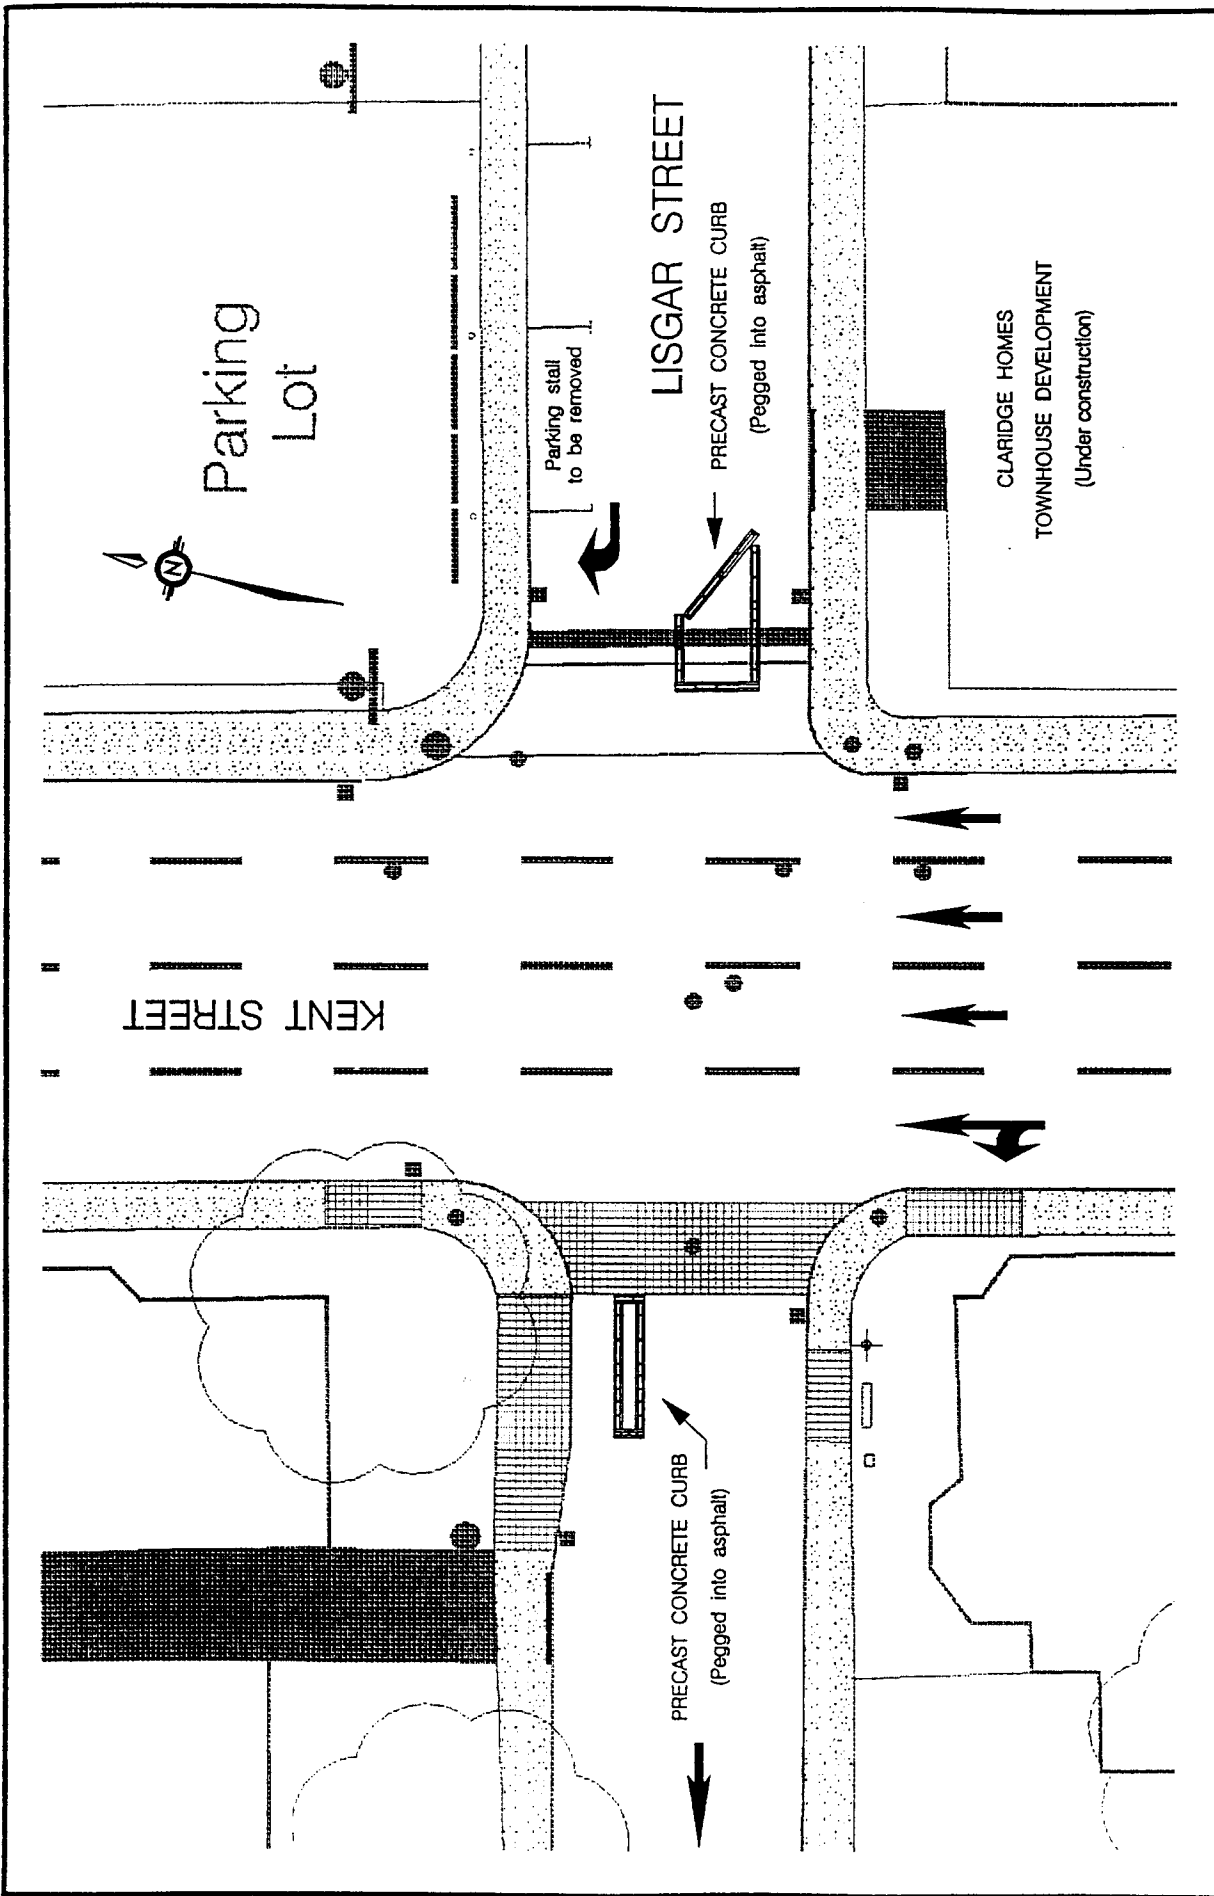 Parking
Lot
N
Parking stall
to be removed
LISGAR STREET
PRECAST CONCRETE CURB
(Pegged into asphalt)
CLARIDGE HOMES
TOWNHOUSE DEVELOPMENT
(Under construction)
KENT STREET
PRECAST CONCRETE CURB
(Pegged into asphalt)